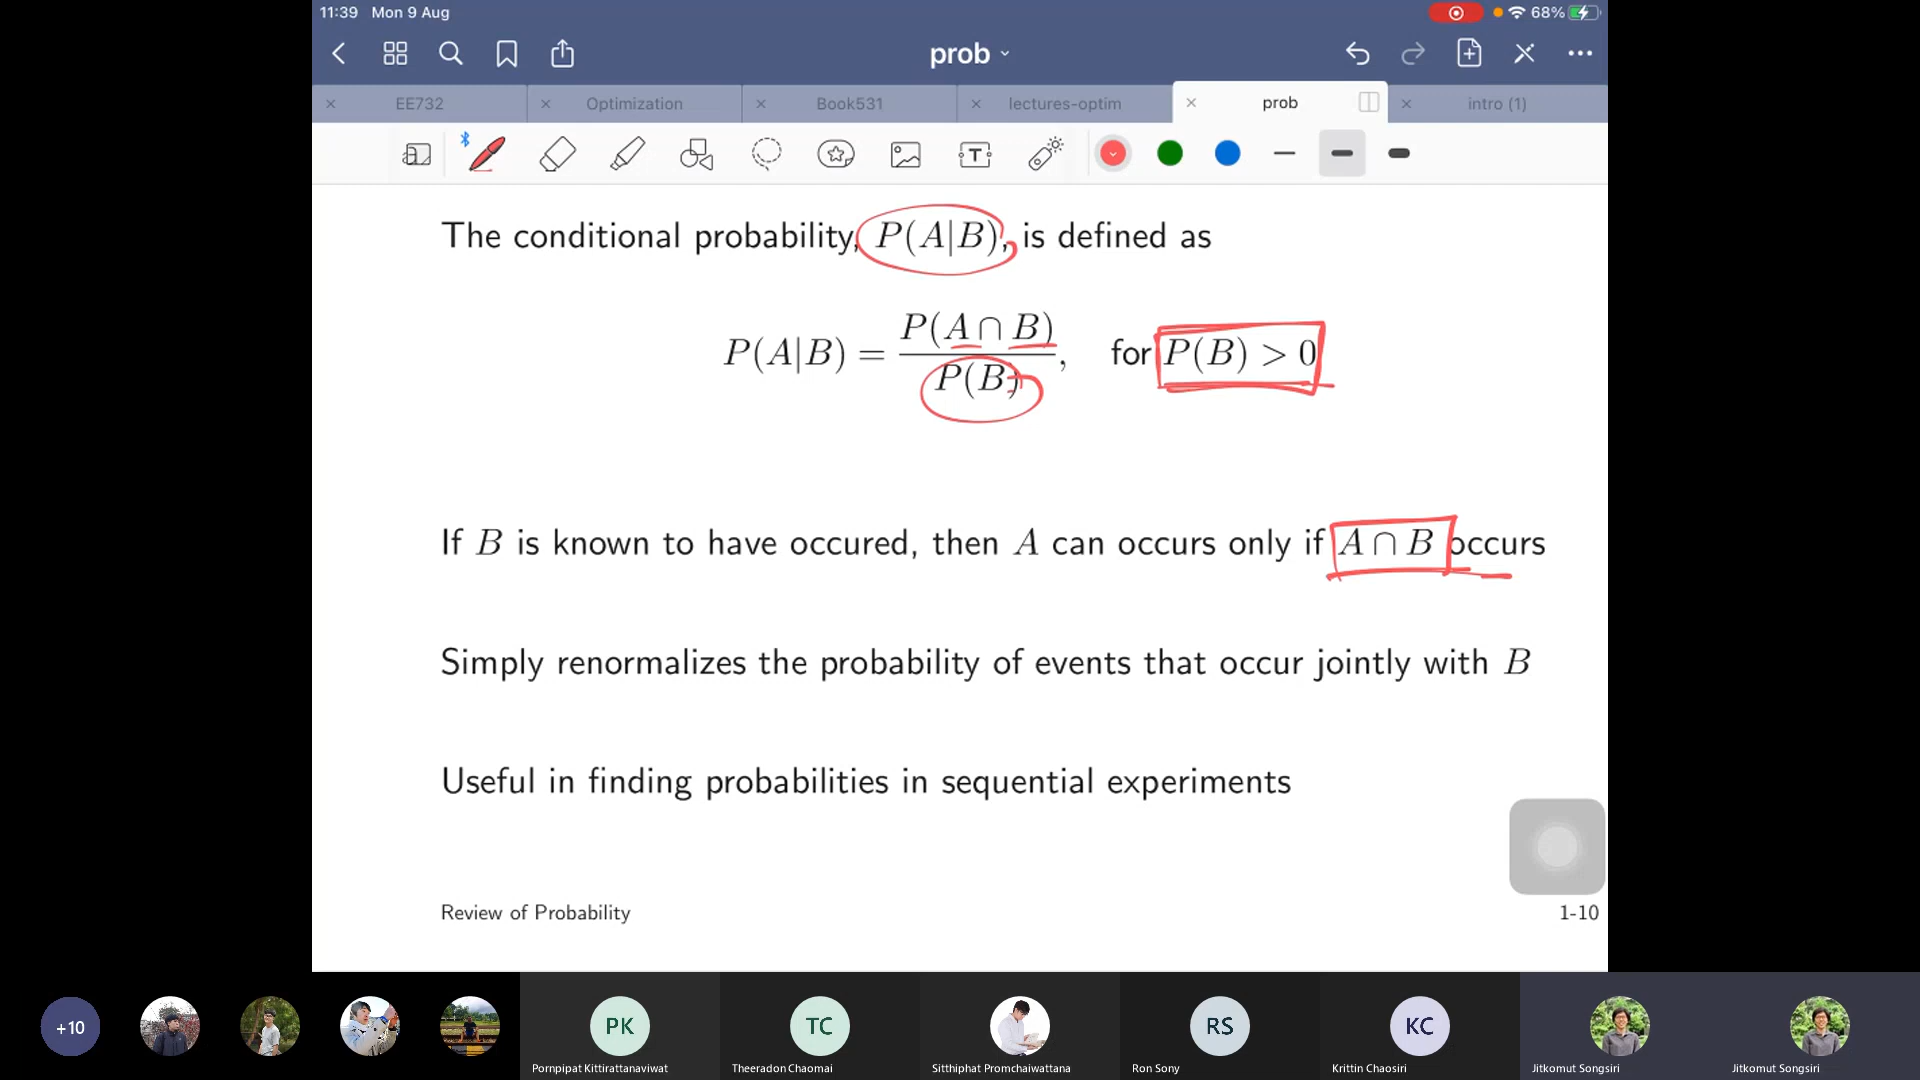 11:39 Mon 9 Aug 68%
prob
EE732 Optimization Book531 lectures-optim prob intro (1)
The conditional probability, P(A|B), is defined as
P(A|B) = P(A ∩ B) / P(B), for P(B) > 0
If B is known to have occured, then A can occurs only if A ∩ B occurs
Simply renormalizes the probability of events that occur jointly with B
Useful in finding probabilities in sequential experiments
Review of Probability 1-10
+10 PK TC RS KC
Pornpipat Kittirattanaviwat Theeradon Chaomai Sitthiphat Promchaiwattana Ron Sony Krittin Chaosiri Jitkomut Songsiri Jitkomut Songsiri